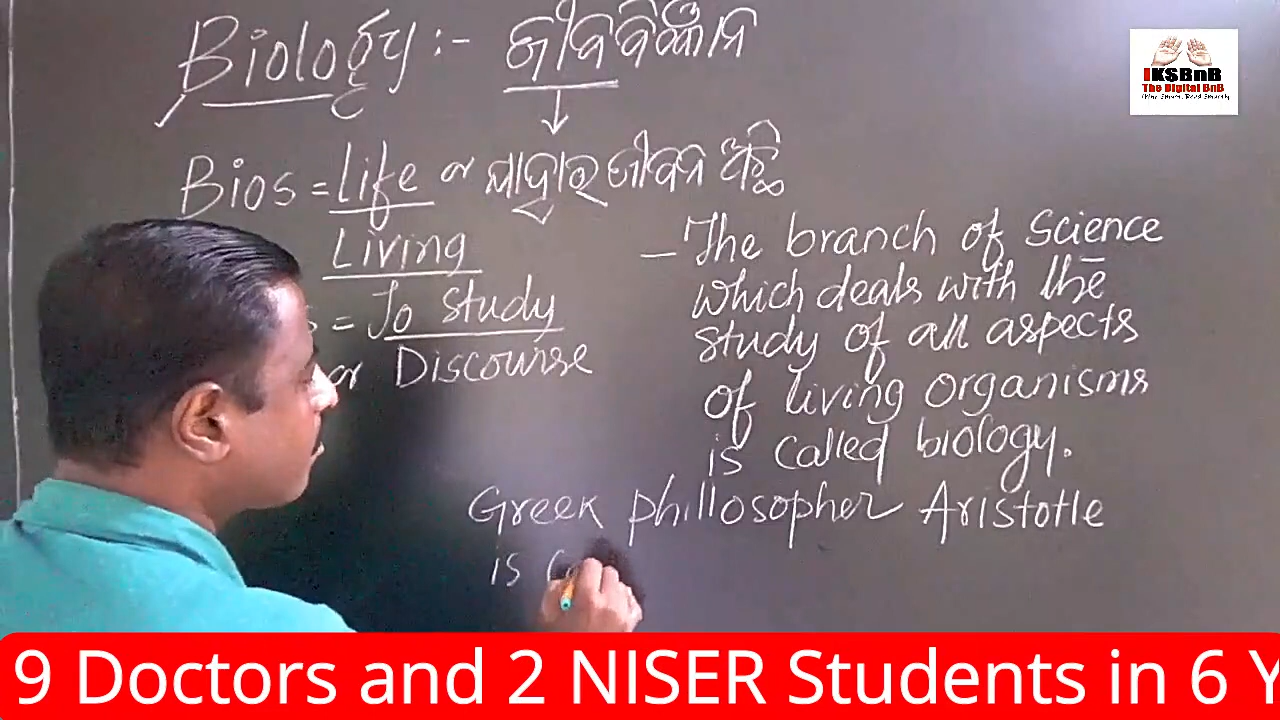 Biology :- ଜୀବବିଜ୍ଞାନ
IKSBnB
The Digital BnB
Bios = Life or ଯାହାର ଜୀବନ ଅଛି
Living
s = To study
or Discourse
– The branch of Science
which deals with the
study of all aspects
of living organisms
is called biology.
Greek phillosopher Aristotle
is
9 Doctors and 2 NISER Students in 6 Y